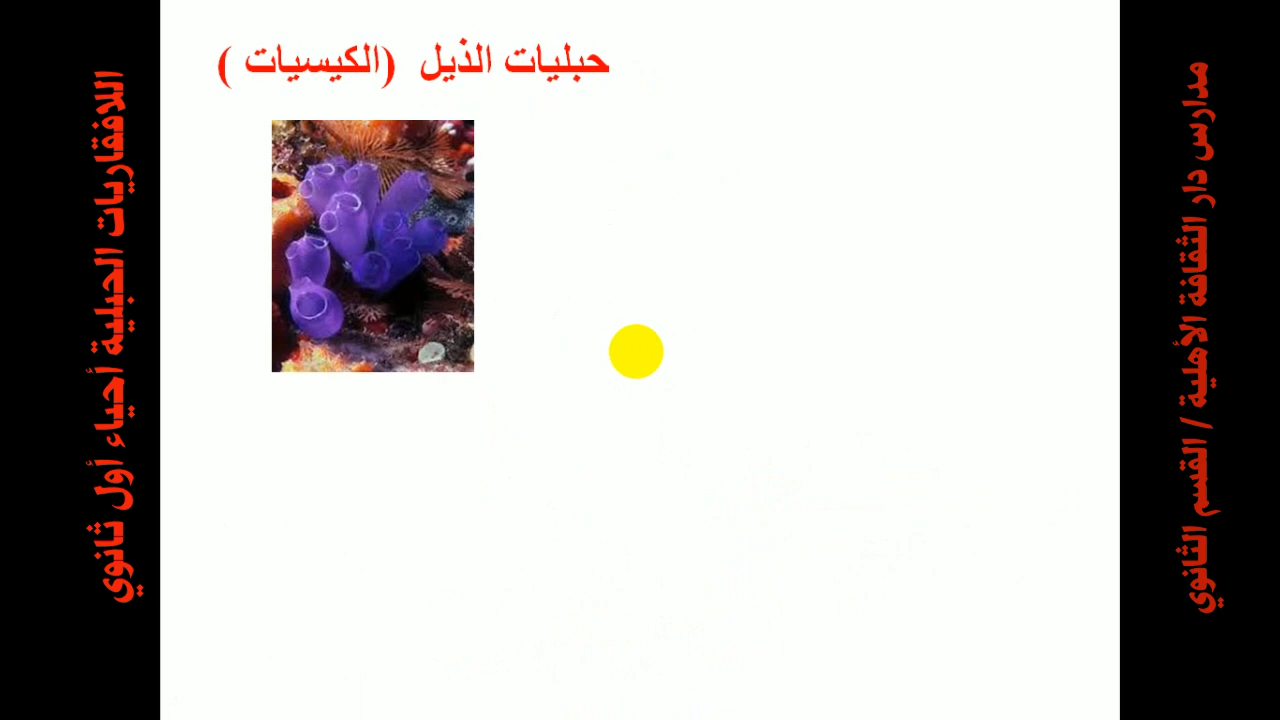 حبليات الذيل (الكيسيات )
مدارس دار الثقافة الأهلية / القسم الثانوي
اللافقاريات الحبلية أحياء أول ثانوي